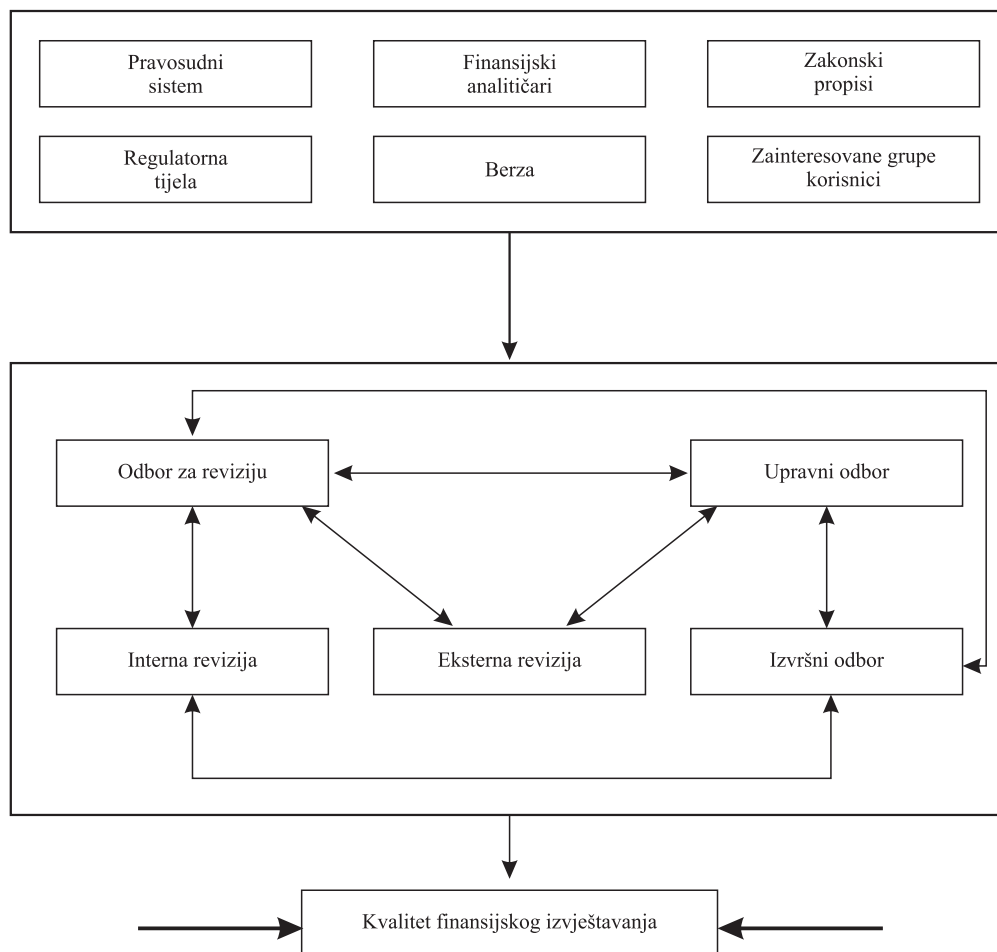 Pravosudni
sistem
Finansijski
analitičari
Zakonski
propisi
Regulatorna
tijela
Berza
Zainteresovane grupe
korisnici
Odbor za reviziju
Upravni odbor
Interna revizija
Eksterna revizija
Izvršni odbor
Kvalitet finansijskog izvještavanja